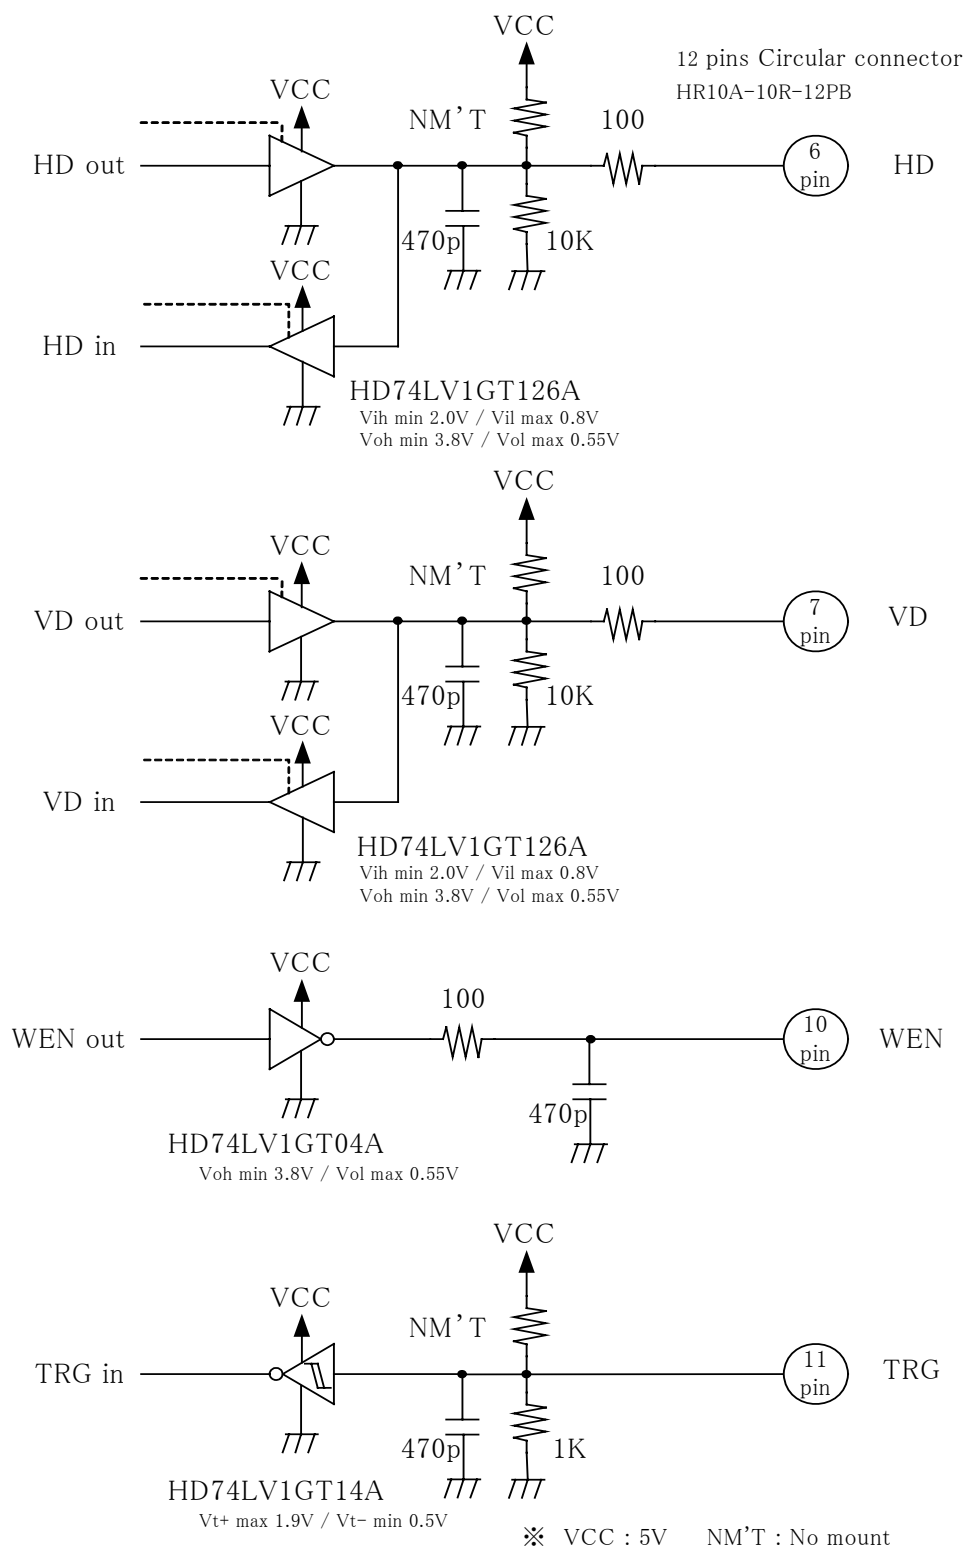 VCC
12 pins Circular connector
HR10A-10R-12PB
VCC
NM'T
100
HD out
6
pin
HD
470p
10K
VCC
HD in
HD74LV1GT126A
Vih min 2.0V / Vil max 0.8V
Voh min 3.8V / Vol max 0.55V
VCC
VCC
NM'T
100
VD out
7
pin
VD
470p
10K
VCC
VD in
HD74LV1GT126A
Vih min 2.0V / Vil max 0.8V
Voh min 3.8V / Vol max 0.55V
VCC
100
WEN out
10
pin
WEN
470p
HD74LV1GT04A
Voh min 3.8V / Vol max 0.55V
VCC
VCC
NM'T
TRG in
11
pin
TRG
470p
1K
HD74LV1GT14A
Vt+ max 1.9V / Vt- min 0.5V
※ VCC : 5V NM'T : No mount